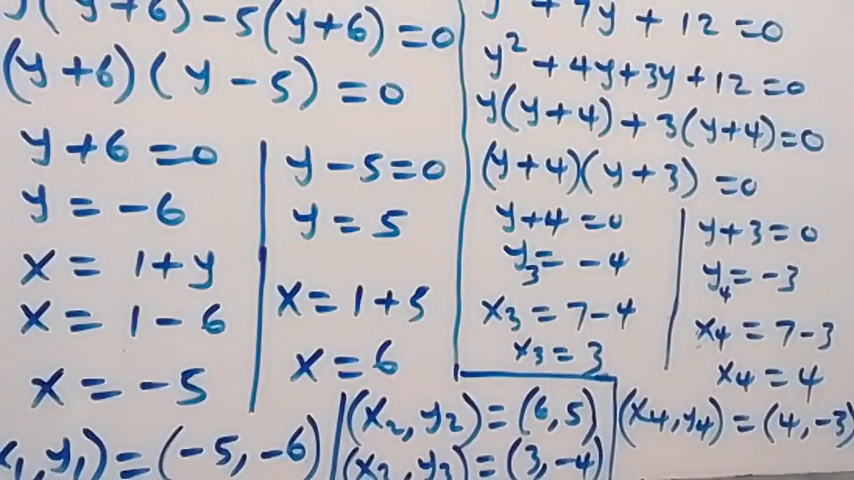 y(y+6) - 5(y+6) = 0
(y+6)(y-5) = 0
y+6 = 0
y = -6
x = 1+y
x = 1-6
x = -5
(x₁,y₁) = (-5,-6)
y-5 = 0
y = 5
x = 1+5
x = 6
(x₂,y₂) = (6,5)
(x₃,y₃) = (3,-4)
y² + 7y + 12 = 0
y² + 4y + 3y + 12 = 0
y(y+4) + 3(y+4) = 0
(y+4)(y+3) = 0
y+4 = 0
y₃ = -4
x₃ = 7-4
x₃ = 3
y+3 = 0
y₄ = -3
x₄ = 7-3
x₄ = 4
(x₄,y₄) = (4,-3)